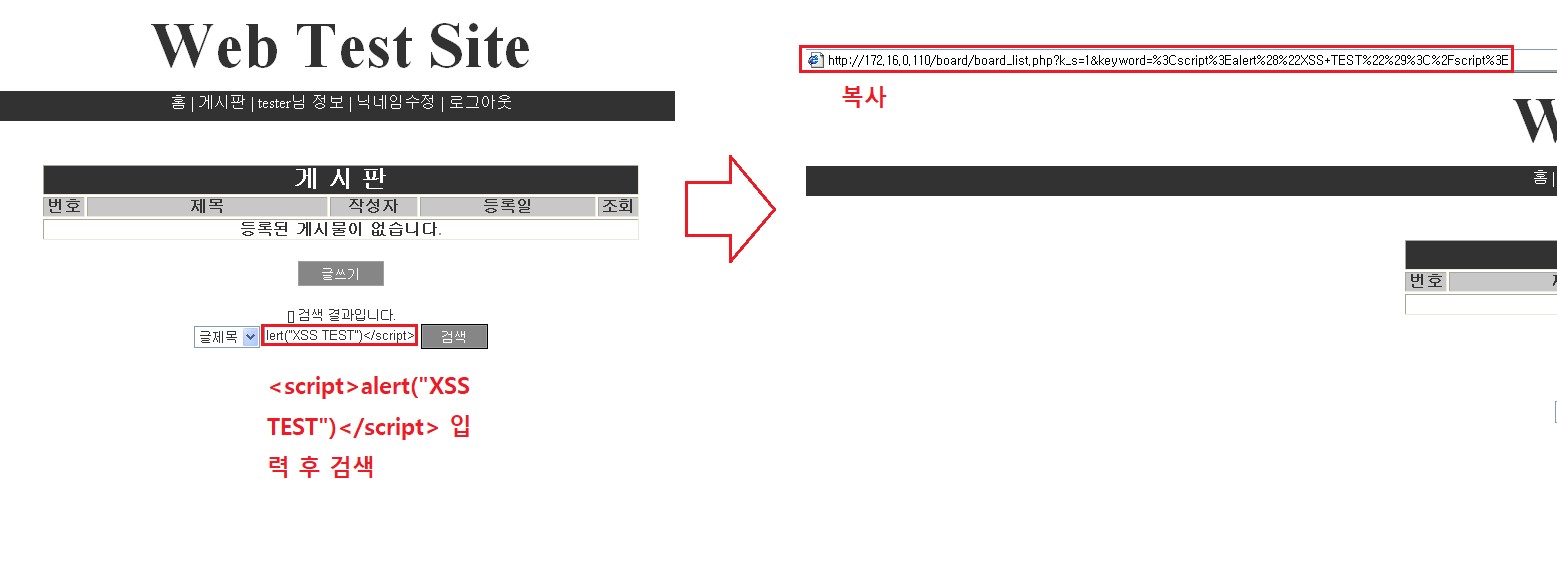 Web Test Site
홈 | 게시판 | tester님 정보 | 닉네임수정 | 로그아웃
게 시 판
번호 제목 작성자 등록일 조회
등록된 게시물이 없습니다.
글쓰기
[] 검색 결과입니다.
글제목 lert("XSS TEST")</script> 검색
<script>alert("XSS
TEST")</script> 입
력 후 검색
http://172.16.0.110/board/board_list.php?k_s=1&keyword=%3Cscript%3Ealert%28%22XSS+TEST%22%29%3C%2Fscript%3E
복사
W
홈 |
번호